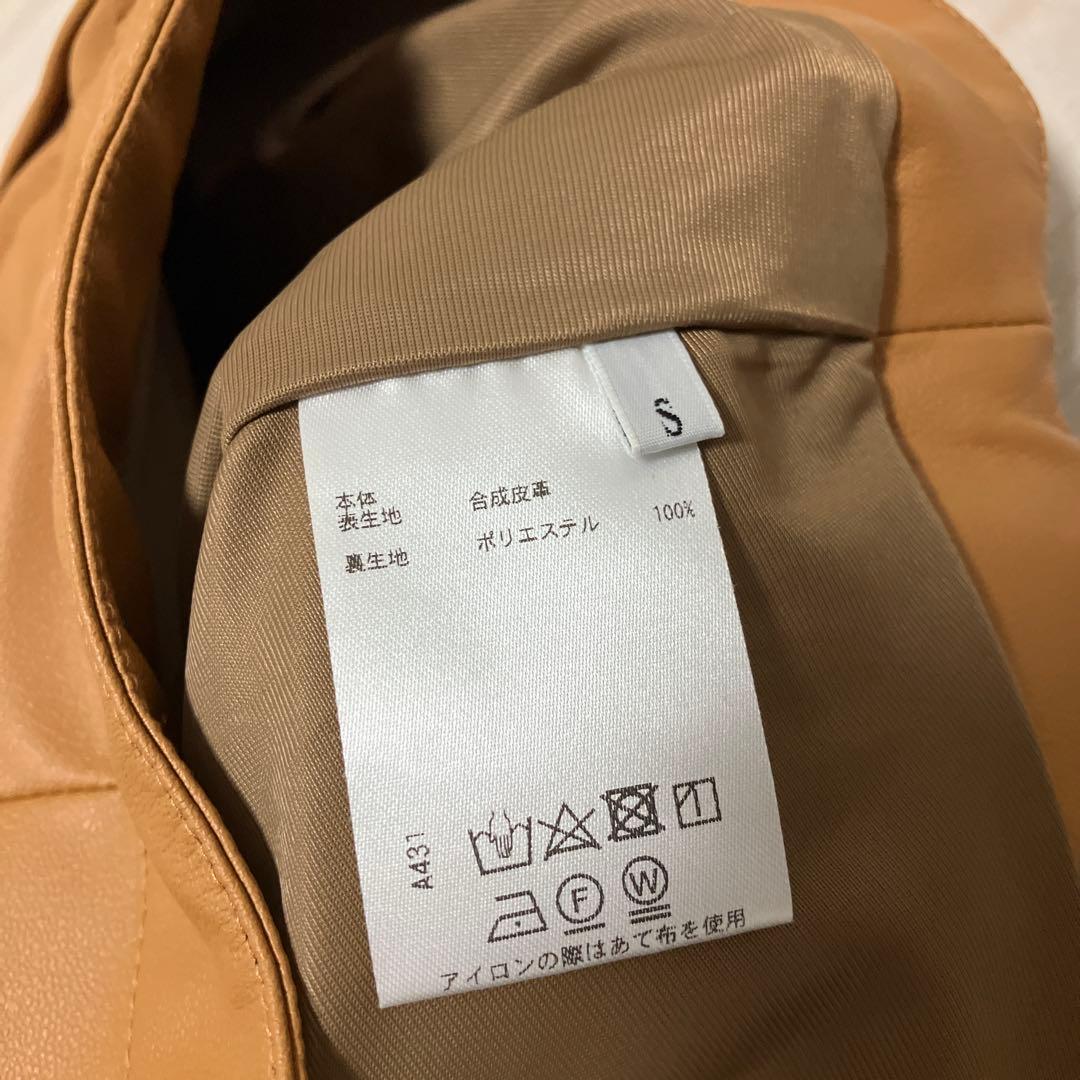 S
本体
表生地 合成皮革
裏生地 ポリエステル 100%
A431
F W
アイロンの際はあて布を使用